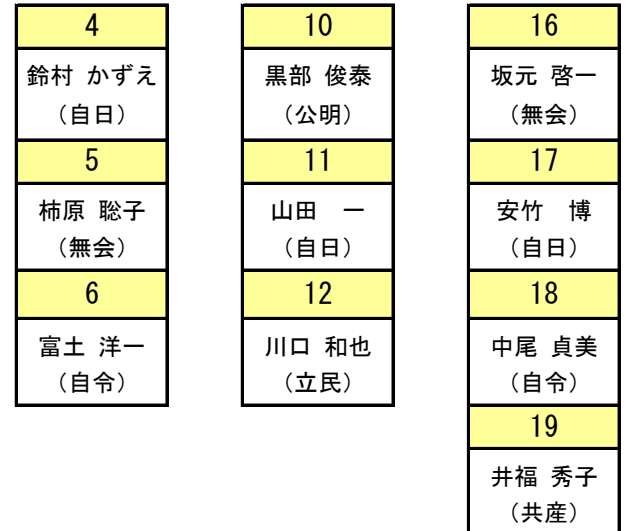 4
鈴村 かずえ
（自日）
5
柿原 聡子
（無会）
6
富土 洋一
（自令）
10
黒部 俊泰
（公明）
11
山田　一
（自日）
12
川口 和也
（立民）
16
坂元 啓一
（無会）
17
安竹　博
（自日）
18
中尾 貞美
（自令）
19
井福 秀子
（共産）